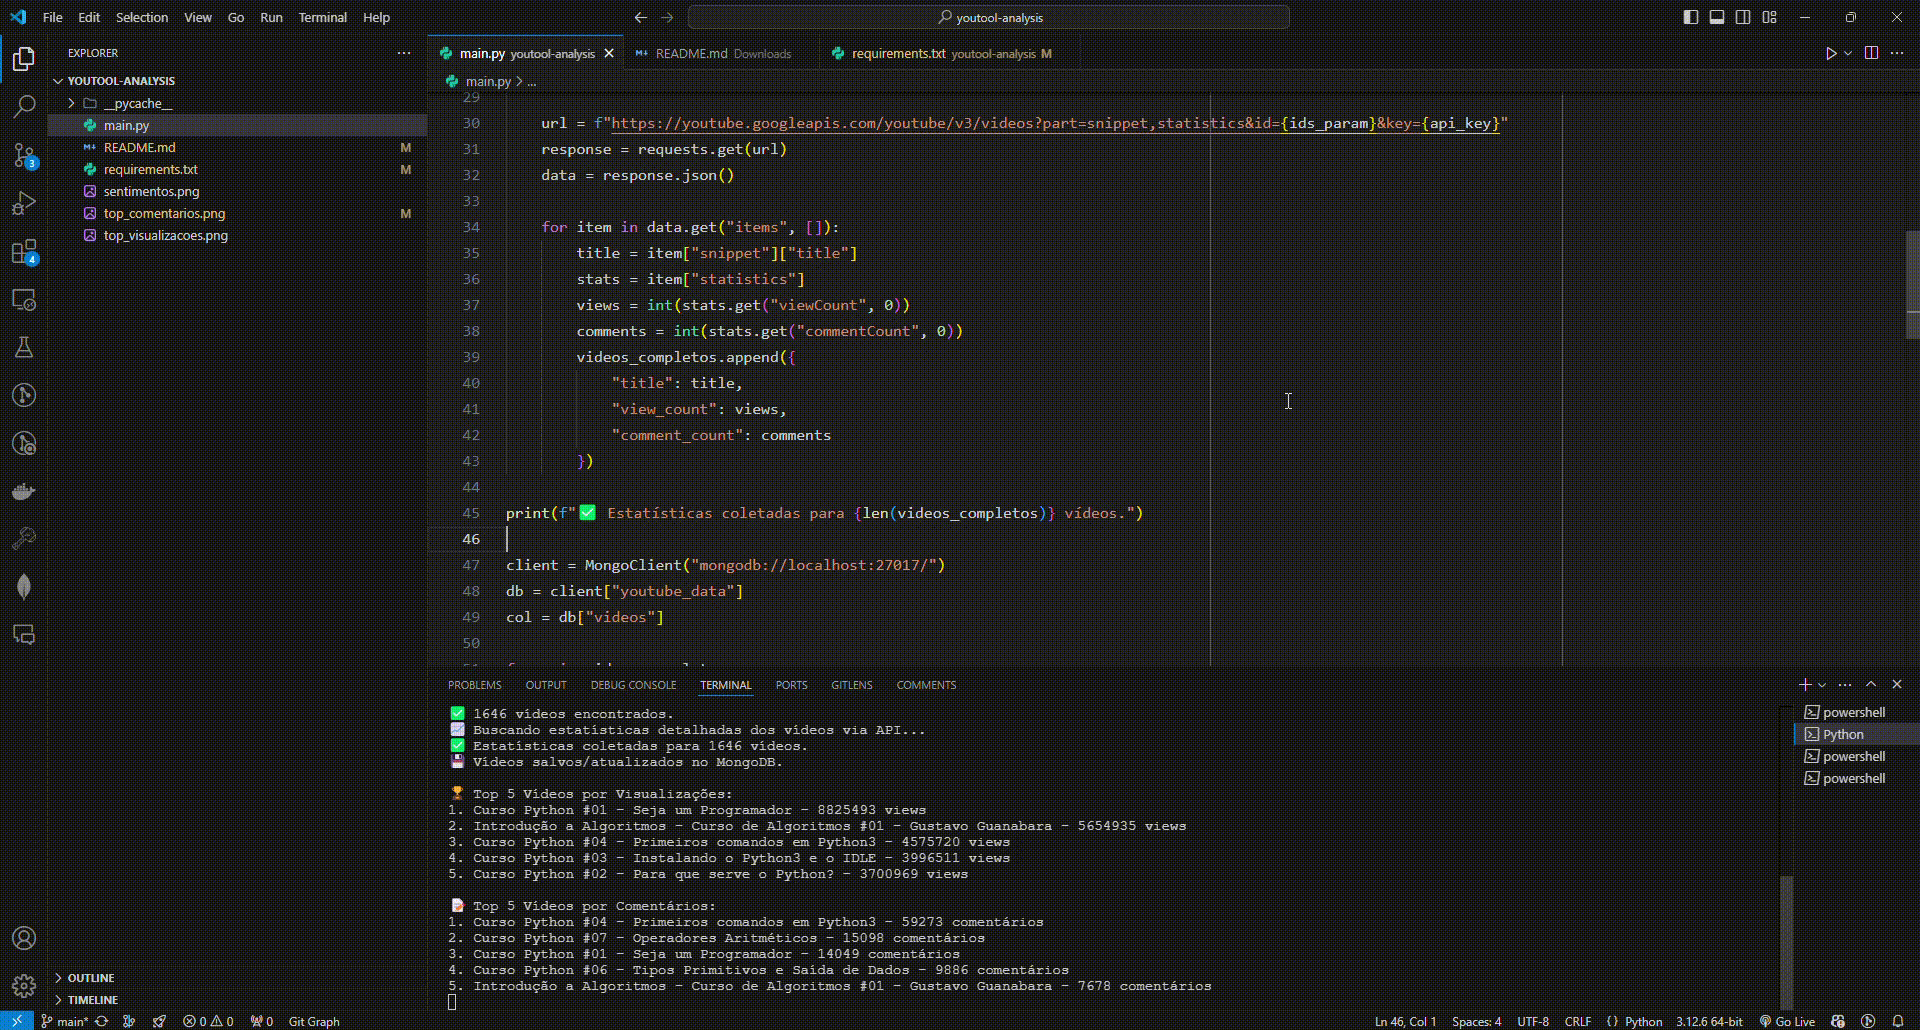 File Edit Selection View Go Run Terminal Help
youtool-analysis
EXPLORER
YOUTOOL-ANALYSIS
__pycache__
main.py
README.md M
requirements.txt M
sentimentos.png
top_comentarios.png M
top_visualizacoes.png
3
4
OUTLINE
TIMELINE
main.py youtool-analysis
README.md Downloads
requirements.txt youtool-analysis M
main.py > ...
29
30 url = f"https://youtube.googleapis.com/youtube/v3/videos?part=snippet,statistics&id={ids_param}&key={api_key}"
31 response = requests.get(url)
32 data = response.json()
33
34 for item in data.get("items", []):
35 title = item["snippet"]["title"]
36 stats = item["statistics"]
37 views = int(stats.get("viewCount", 0))
38 comments = int(stats.get("commentCount", 0))
39 videos_completos.append({
40 "title": title,
41 "view_count": views,
42 "comment_count": comments
43 })
44
45 print(f"✅ Estatísticas coletadas para {len(videos_completos)} vídeos.")
46
47 client = MongoClient("mongodb://localhost:27017/")
48 db = client["youtube_data"]
49 col = db["videos"]
50
PROBLEMS OUTPUT DEBUG CONSOLE TERMINAL PORTS GITLENS COMMENTS
✅ 1646 vídeos encontrados.
📈 Buscando estatísticas detalhadas dos vídeos via API...
✅ Estatísticas coletadas para 1646 vídeos.
💾 Vídeos salvos/atualizados no MongoDB.
🏆 Top 5 Vídeos por Visualizações:
1. Curso Python #01 - Seja um Programador - 8825493 views
2. Introdução a Algoritmos - Curso de Algoritmos #01 - Gustavo Guanabara - 5654935 views
3. Curso Python #04 - Primeiros comandos em Python3 - 4575720 views
4. Curso Python #03 - Instalando o Python3 e o IDLE - 3996511 views
5. Curso Python #02 - Para que serve o Python? - 3700969 views
📝 Top 5 Vídeos por Comentários:
1. Curso Python #04 - Primeiros comandos em Python3 - 59273 comentários
2. Curso Python #07 - Operadores Aritméticos - 15098 comentários
3. Curso Python #01 - Seja um Programador - 14049 comentários
4. Curso Python #06 - Tipos Primitivos e Saída de Dados - 9886 comentários
5. Introdução a Algoritmos - Curso de Algoritmos #01 - Gustavo Guanabara - 7678 comentários
powershell
Python
powershell
powershell
main* 0 0 0 Git Graph
Ln 46, Col 1 Spaces: 4 UTF-8 CRLF {} Python 3.12.6 64-bit Go Live